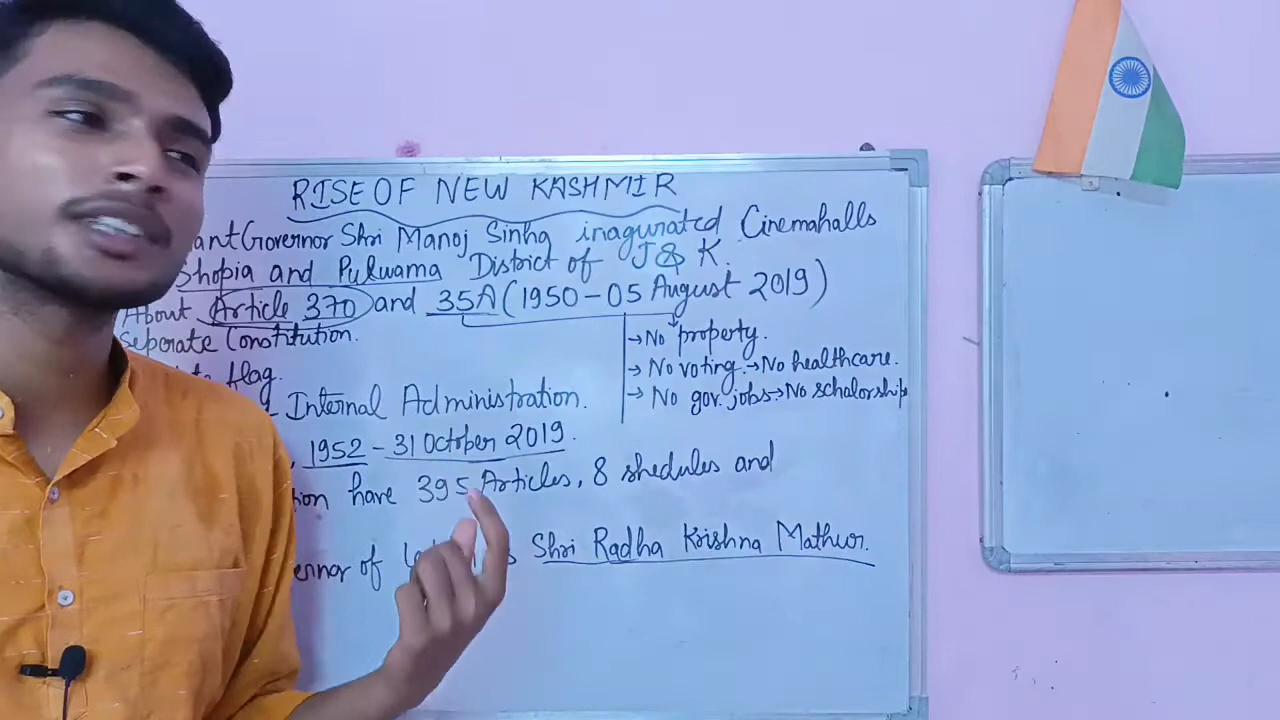 RISE OF NEW KASHMIR
Governor Shri Manoj Sinha inagurated Cinemahalls
Shopia and Pulwama District of J & K.
About Article 370 and 35A (1950 - 05 August 2019)
Seperate Constitution.
→ No property.
→ No voting. → No healthcare.
flag.
→ No gov. jobs → No schalorship
Internal Administration.
1952 - 31 October 2019.
have 395 Articles, 8 shedules and
of Shri Radha Krishna Mathur.